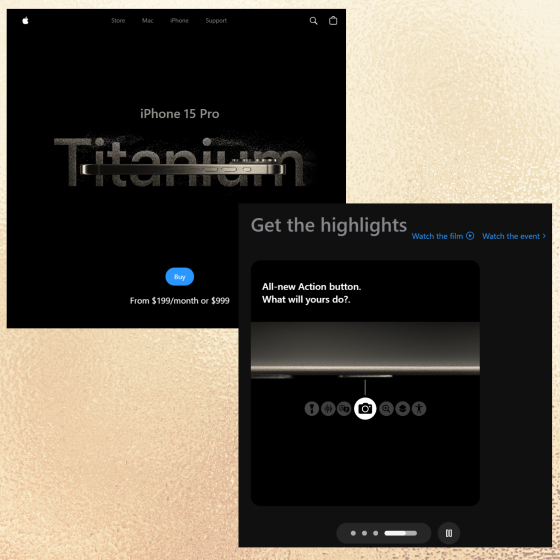 Store Mac iPhone Support
iPhone 15 Pro
Titanium
Buy
From $199/month or $999
Get the highlights
Watch the film
Watch the event
All-new Action button.
What will yours do?.